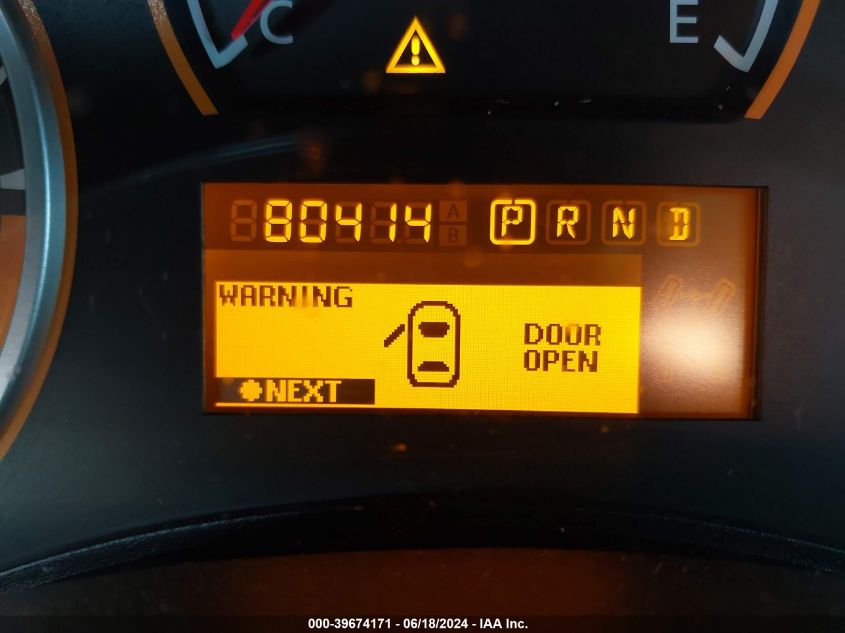 C E
80414 A B P R N D
WARNING
DOOR
OPEN
NEXT
000-39674171 - 06/18/2024 - IAA Inc.